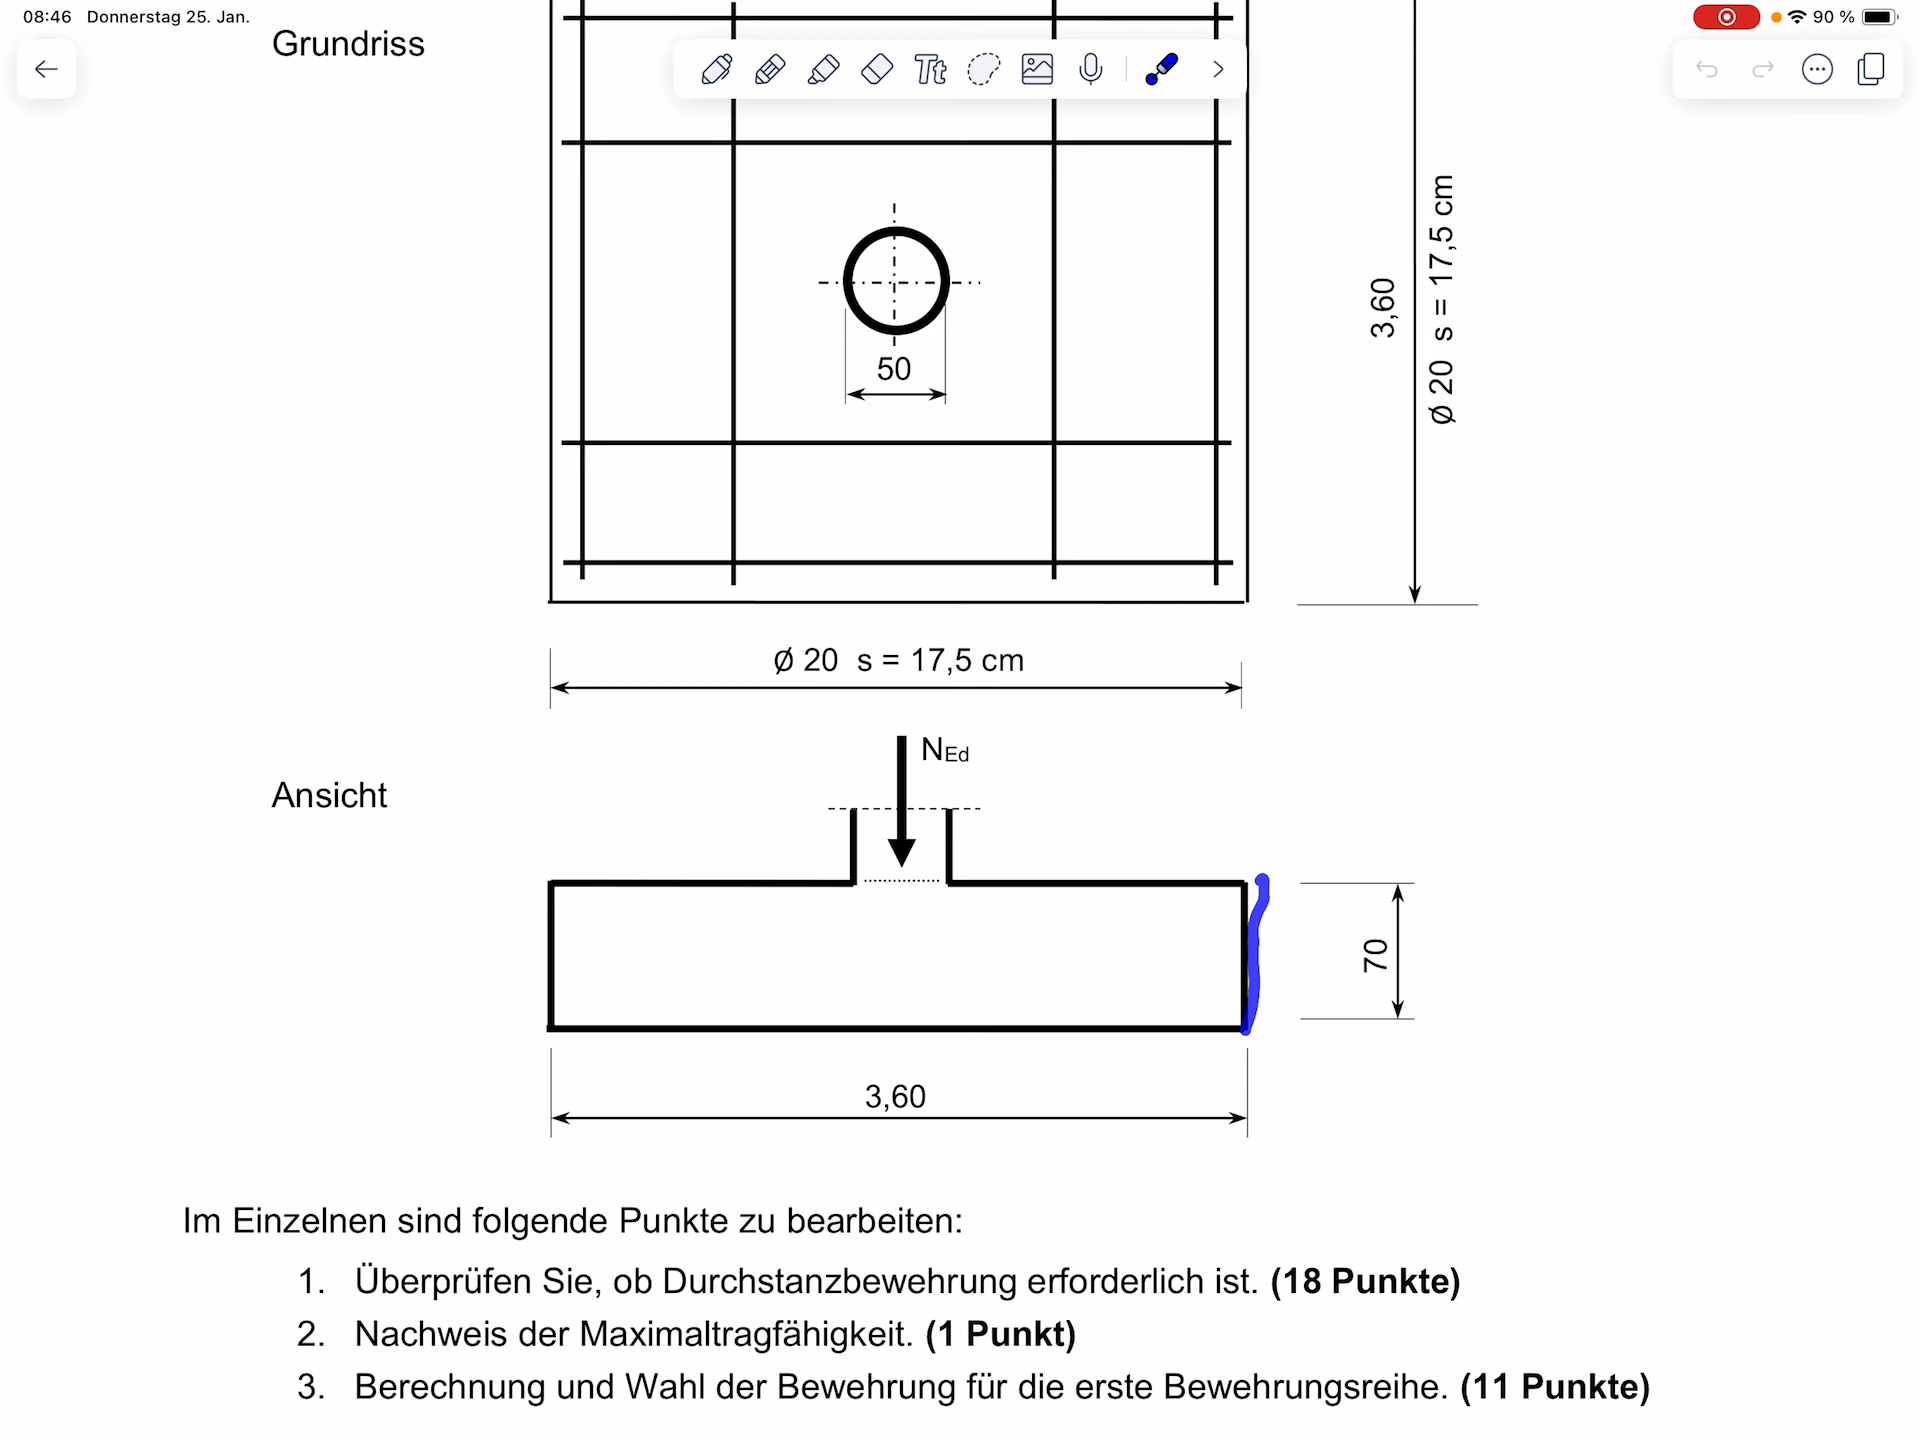 08:46 Donnerstag 25. Jan.
90 %
Grundriss
Tt
50
3,60
Ø 20 s = 17,5 cm
Ø 20 s = 17,5 cm
NEd
Ansicht
70
3,60
Im Einzelnen sind folgende Punkte zu bearbeiten:
1. Überprüfen Sie, ob Durchstanzbewehrung erforderlich ist. (18 Punkte)
2. Nachweis der Maximaltragfähigkeit. (1 Punkt)
3. Berechnung und Wahl der Bewehrung für die erste Bewehrungsreihe. (11 Punkte)